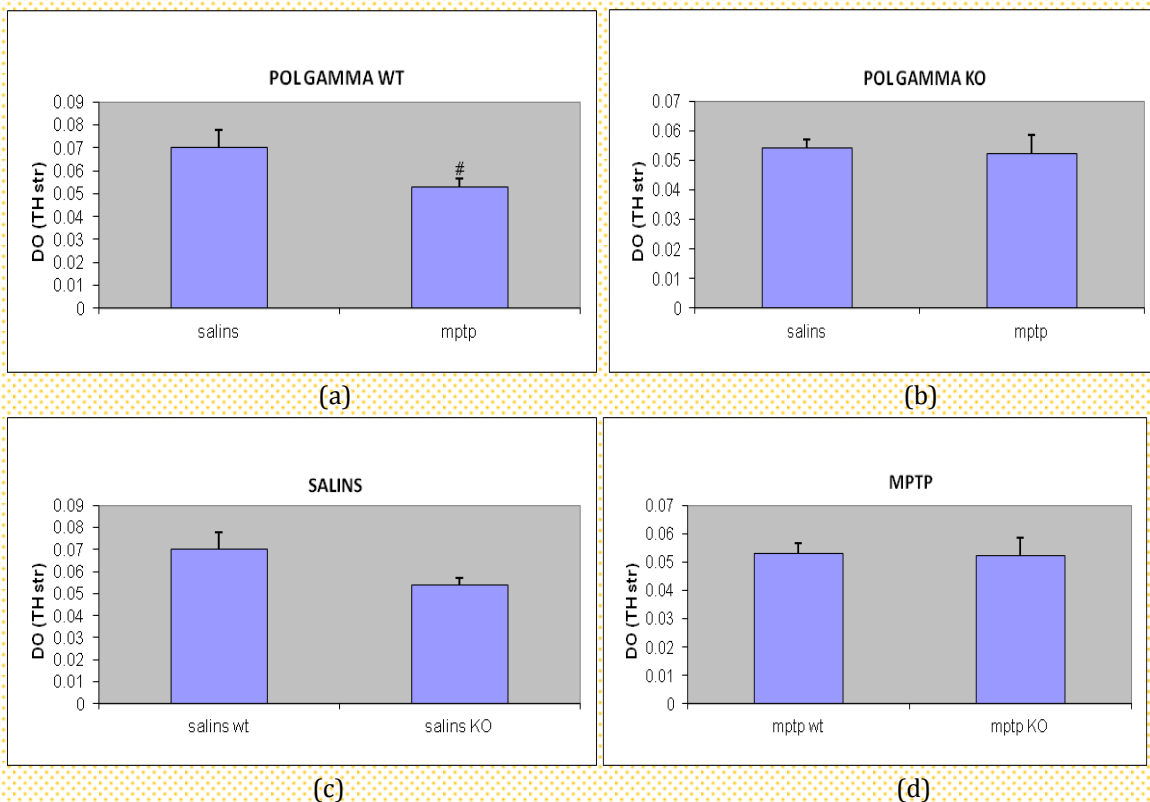 POL GAMMA WT
DO (TH str)
0.09
0.08
0.07
0.06
0.05
0.04
0.03
0.02
0.01
0
#
salins mptp
(a)
POL GAMMA KO
DO (TH str)
0.07
0.06
0.05
0.04
0.03
0.02
0.01
0
salins mptp
(b)
SALINS
DO (TH str)
0.09
0.08
0.07
0.06
0.05
0.04
0.03
0.02
0.01
0
salins wt salins KO
(c)
MPTP
DO (TH str)
0.07
0.06
0.05
0.04
0.03
0.02
0.01
0
mptp wt mptp KO
(d)